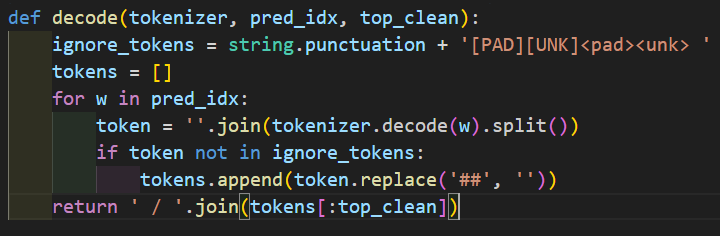 def decode(tokenizer, pred_idx, top_clean):
    ignore_tokens = string.punctuation + '[PAD][UNK]<pad><unk> '
    tokens = []
    for w in pred_idx:
        token = ''.join(tokenizer.decode(w).split())
        if token not in ignore_tokens:
            tokens.append(token.replace('##', ''))
    return ' / '.join(tokens[:top_clean])